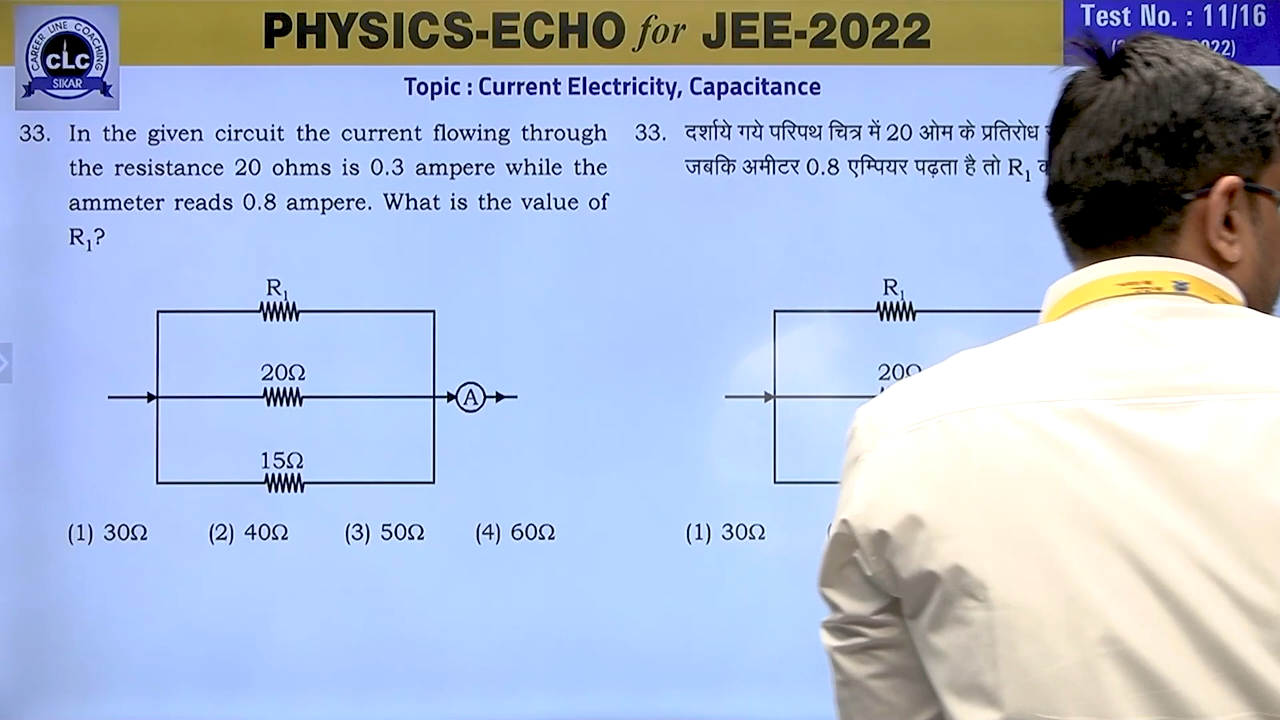 PHYSICS-ECHO for JEE-2022
Test No. : 11/16
CAREER LINE COACHING
CLC
SIKAR
Topic : Current Electricity, Capacitance
33. In the given circuit the current flowing through
the resistance 20 ohms is 0.3 ampere while the
ammeter reads 0.8 ampere. What is the value of
R₁?
R₁
20Ω
A
15Ω
(1) 30Ω (2) 40Ω (3) 50Ω (4) 60Ω
33. दर्शाये गये परिपथ चित्र में 20 ओम के प्रतिरोध
जबकि अमीटर 0.8 एम्पियर पढ़ता है तो R₁
R₁
20Ω
(1) 30Ω